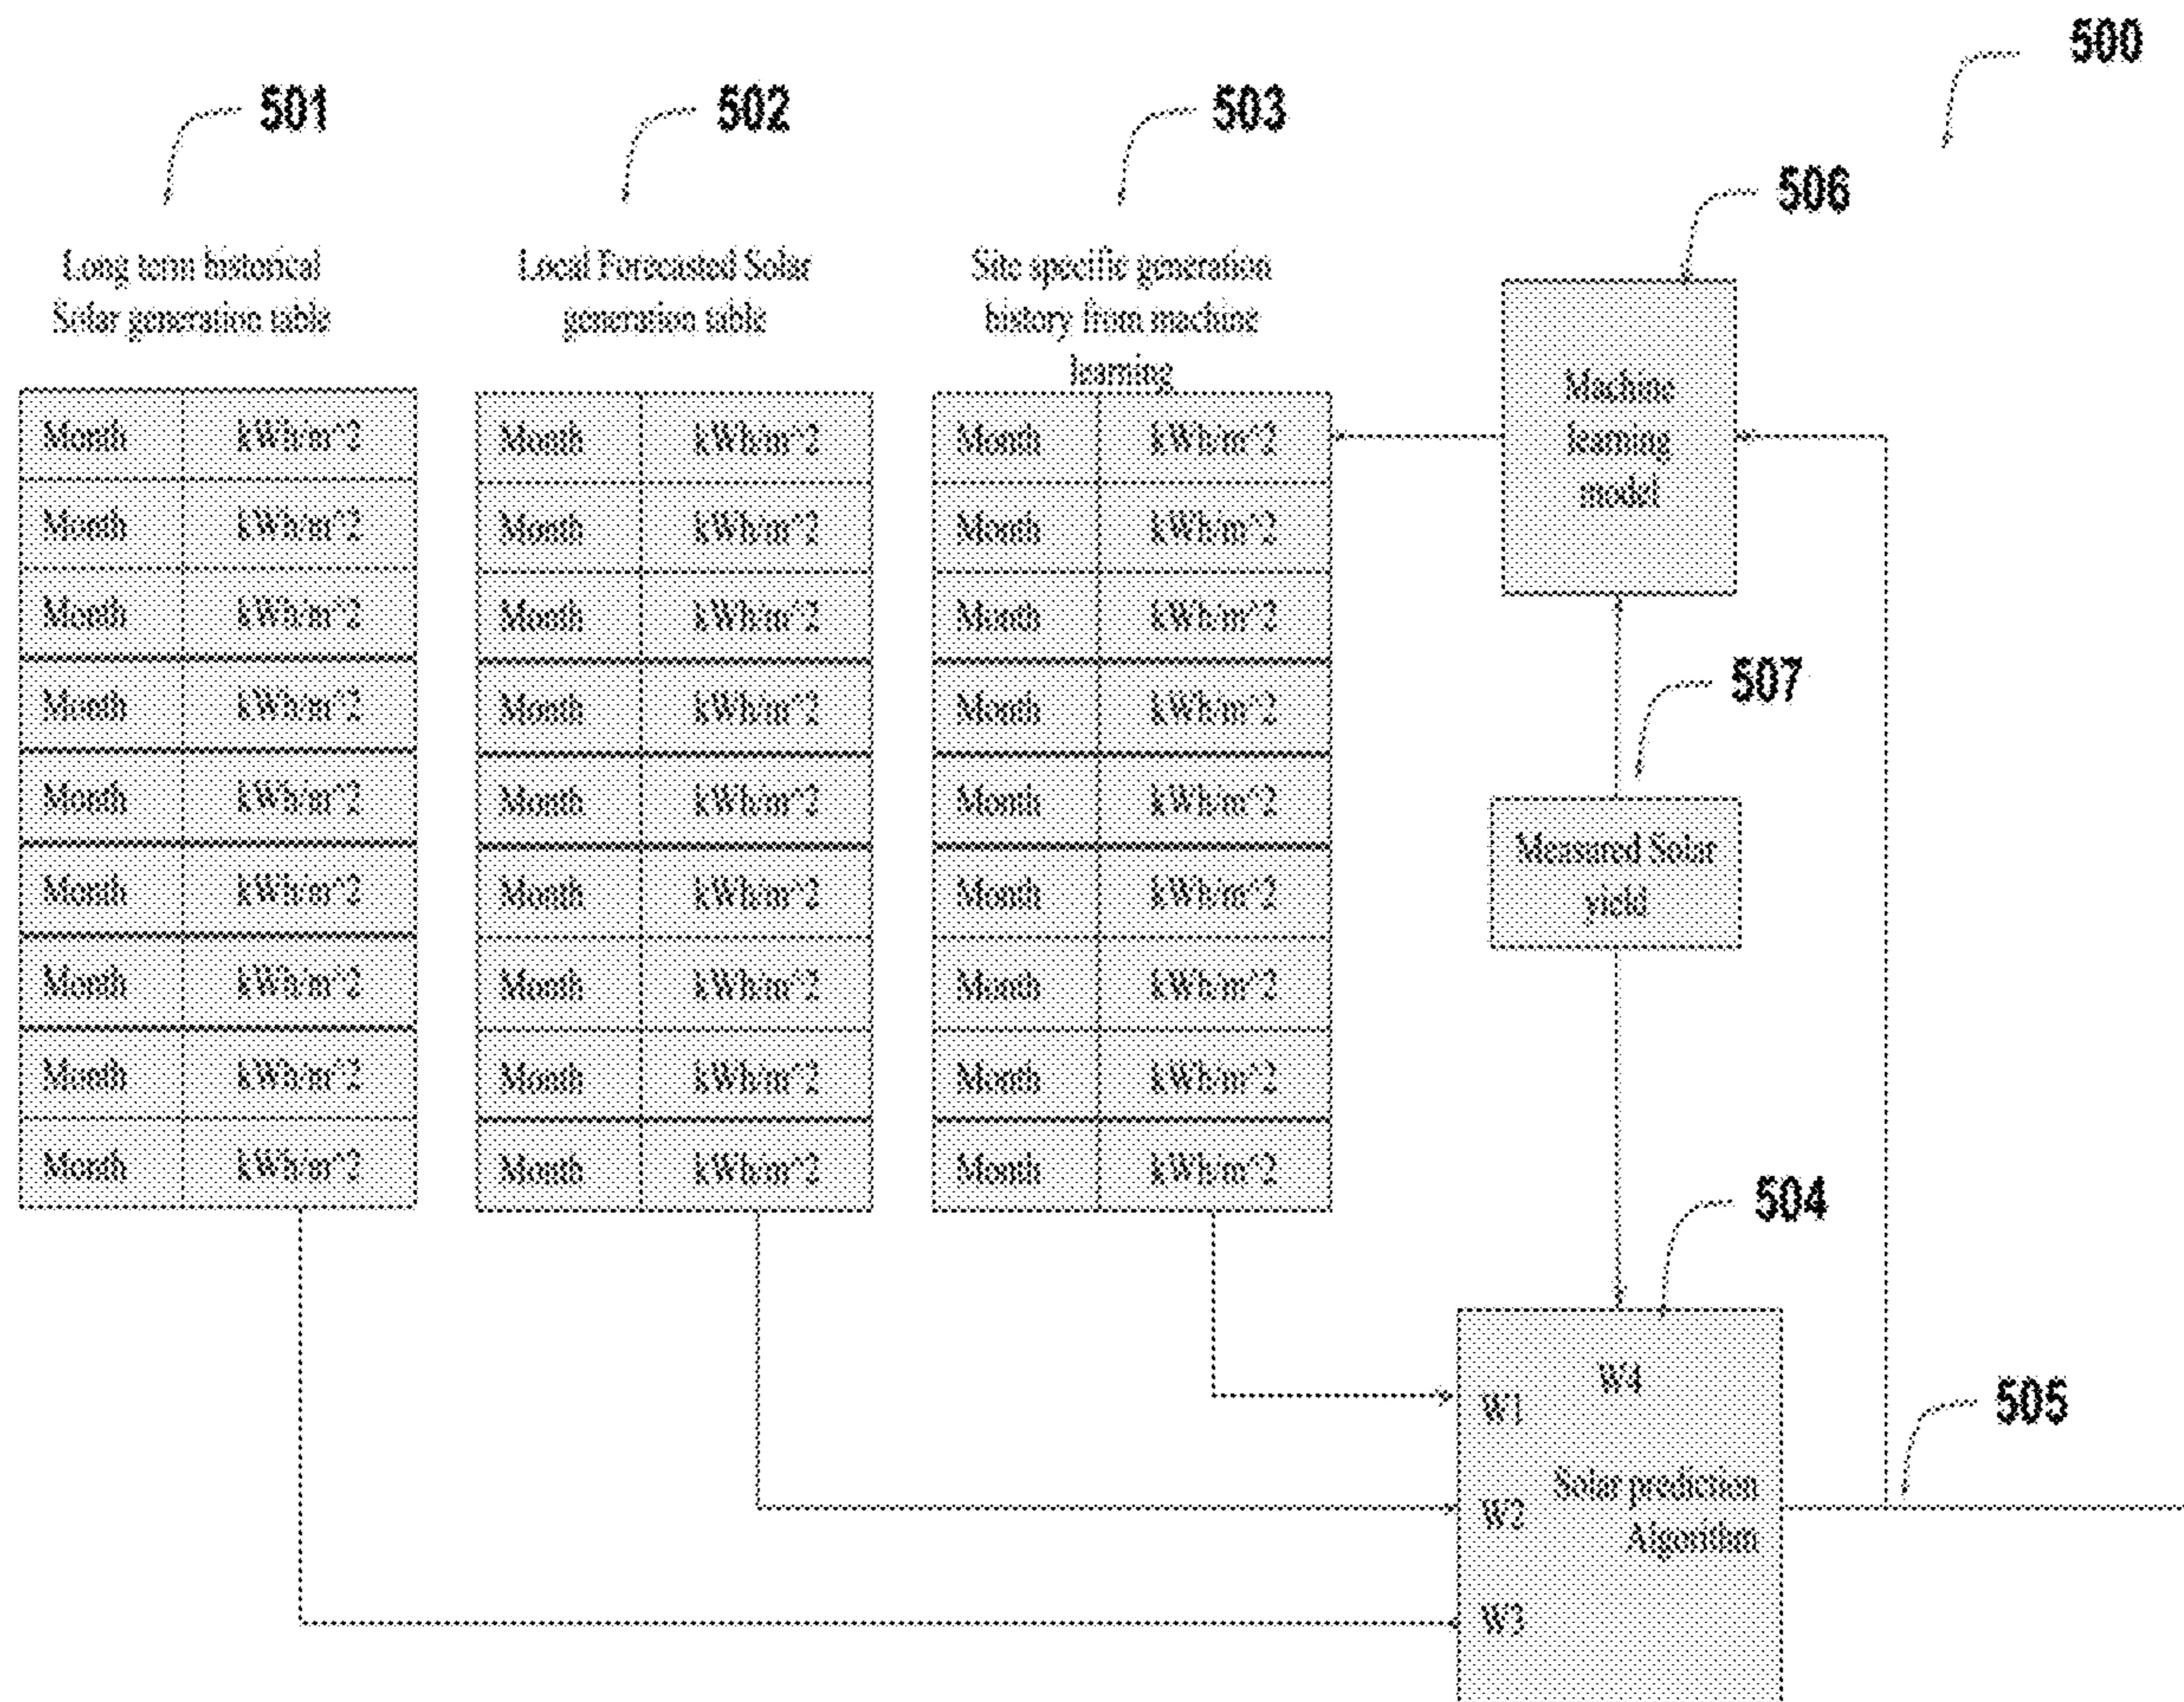 500
501
502
503
506
Long term historical
Solar generation table
Local Forecasted Solar
generation table
Site specific generation
history from machine
learning
Month kWh/m^2 Month kWh/m^2 Month kWh/m^2
Month kWh/m^2 Month kWh/m^2 Month kWh/m^2
Month kWh/m^2 Month kWh/m^2 Month kWh/m^2
Month kWh/m^2 Month kWh/m^2 Month kWh/m^2
Month kWh/m^2 Month kWh/m^2 Month kWh/m^2
Month kWh/m^2 Month kWh/m^2 Month kWh/m^2
Month kWh/m^2 Month kWh/m^2 Month kWh/m^2
Month kWh/m^2 Month kWh/m^2 Month kWh/m^2
Month kWh/m^2 Month kWh/m^2 Month kWh/m^2
Machine
learning
model
507
Measured Solar
yield
504
W4
W1
505
Solar prediction
W2
Algorithm
W3